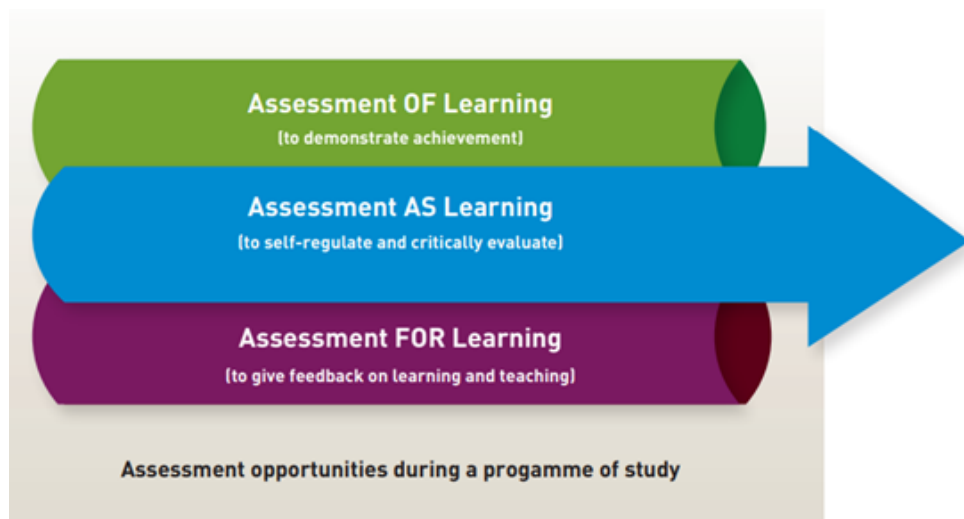 Assessment OF Learning
(to demonstrate achievement)
Assessment AS Learning
(to self-regulate and critically evaluate)
Assessment FOR Learning
(to give feedback on learning and teaching)
Assessment opportunities during a progamme of study